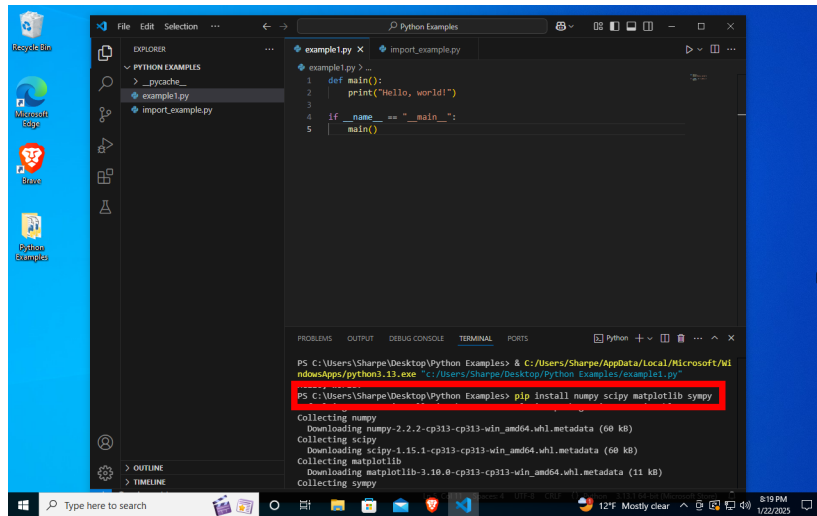 Recycle Bin
Microsoft Edge
Brave
Python Examples
File Edit Selection ...
Python Examples
EXPLORER
PYTHON EXAMPLES
> __pycache__
example1.py
import_example.py
> OUTLINE
> TIMELINE
example1.py × import_example.py
example1.py > ...
1 def main():
2 print("Hello, world!")
3
4 if __name__ == "__main__":
5 main()
PROBLEMS OUTPUT DEBUG CONSOLE TERMINAL PORTS
Python
PS C:\Users\Sharpe\Desktop\Python Examples> & C:/Users/Sharpe/AppData/Local/Microsoft/Wi
ndowsApps/python3.13.exe "c:/Users/Sharpe/Desktop/Python Examples/example1.py"
PS C:\Users\Sharpe\Desktop\Python Examples> pip install numpy scipy matplotlib sympy
Collecting numpy
Downloading numpy-2.2.2-cp313-cp313-win_amd64.whl.metadata (60 kB)
Collecting scipy
Downloading scipy-1.15.1-cp313-cp313-win_amd64.whl.metadata (60 kB)
Collecting matplotlib
Downloading matplotlib-3.10.0-cp313-cp313-win_amd64.whl.metadata (11 kB)
Collecting sympy
Type here to search
12°F Mostly clear
8:19 PM
1/22/2025